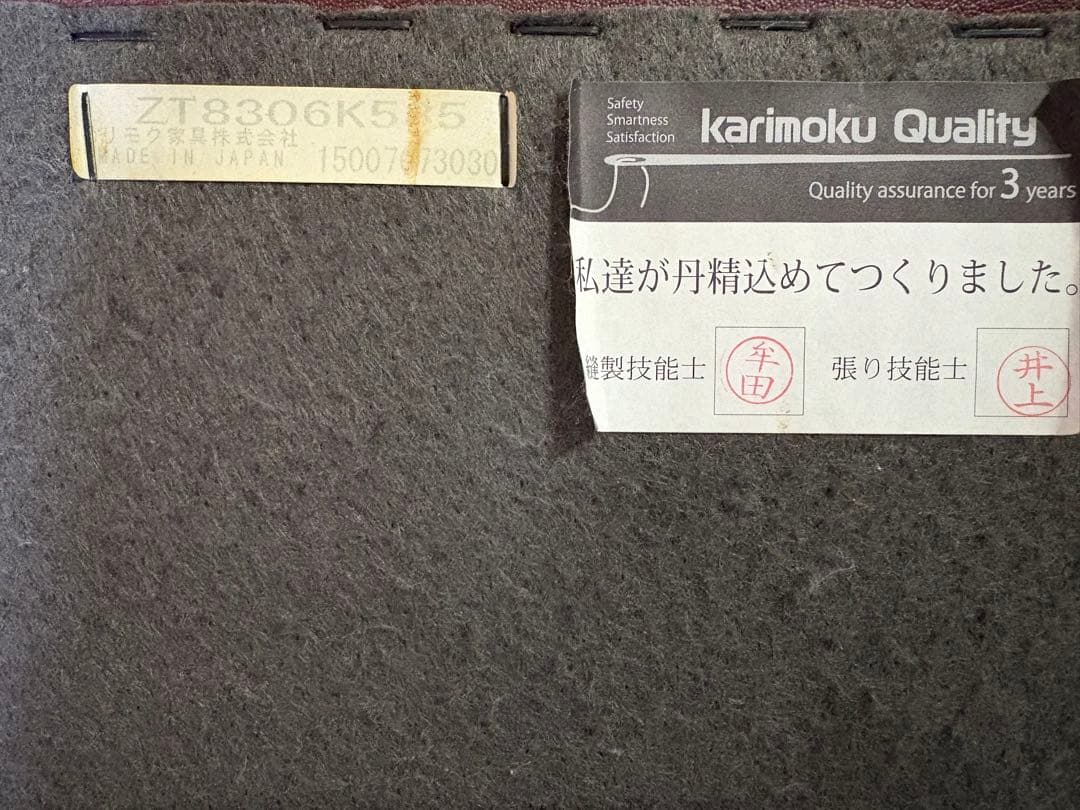 リモク家具株式会社
MADE IN JAPAN
Safety
Smartness
Satisfaction
karimoku Quality
Quality assurance for 3 years
私達が丹精込めてつくりました。
縫製技能士
牟田
張り技能士
井上